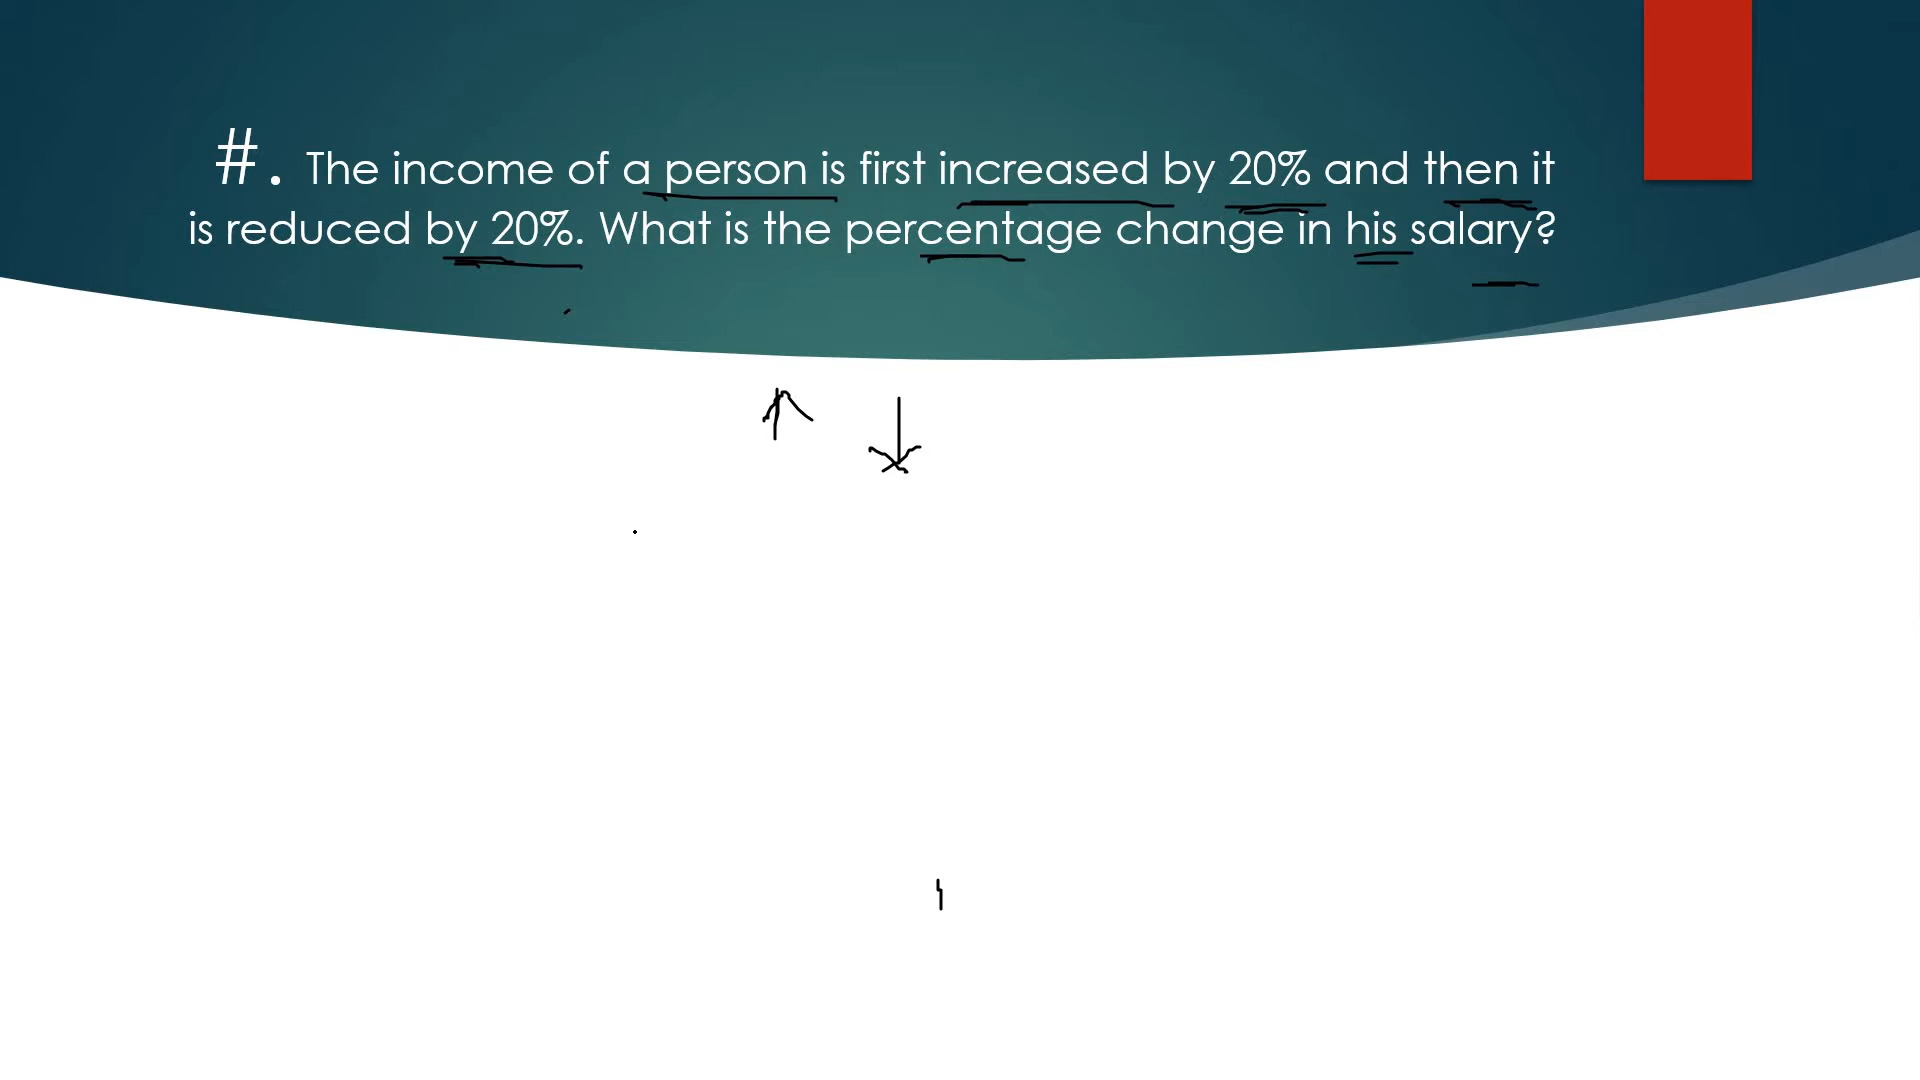 #. The income of a person is first increased by 20% and then it
is reduced by 20%. What is the percentage change in his salary?